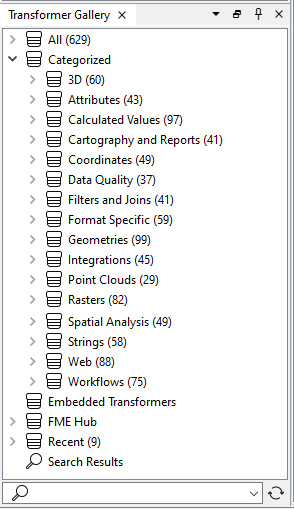 Transformer Gallery
All (629)
Categorized
3D (60)
Attributes (43)
Calculated Values (97)
Cartography and Reports (41)
Coordinates (49)
Data Quality (37)
Filters and Joins (41)
Format Specific (59)
Geometries (99)
Integrations (45)
Point Clouds (29)
Rasters (82)
Spatial Analysis (49)
Strings (58)
Web (88)
Workflows (75)
Embedded Transformers
FME Hub
Recent (9)
Search Results